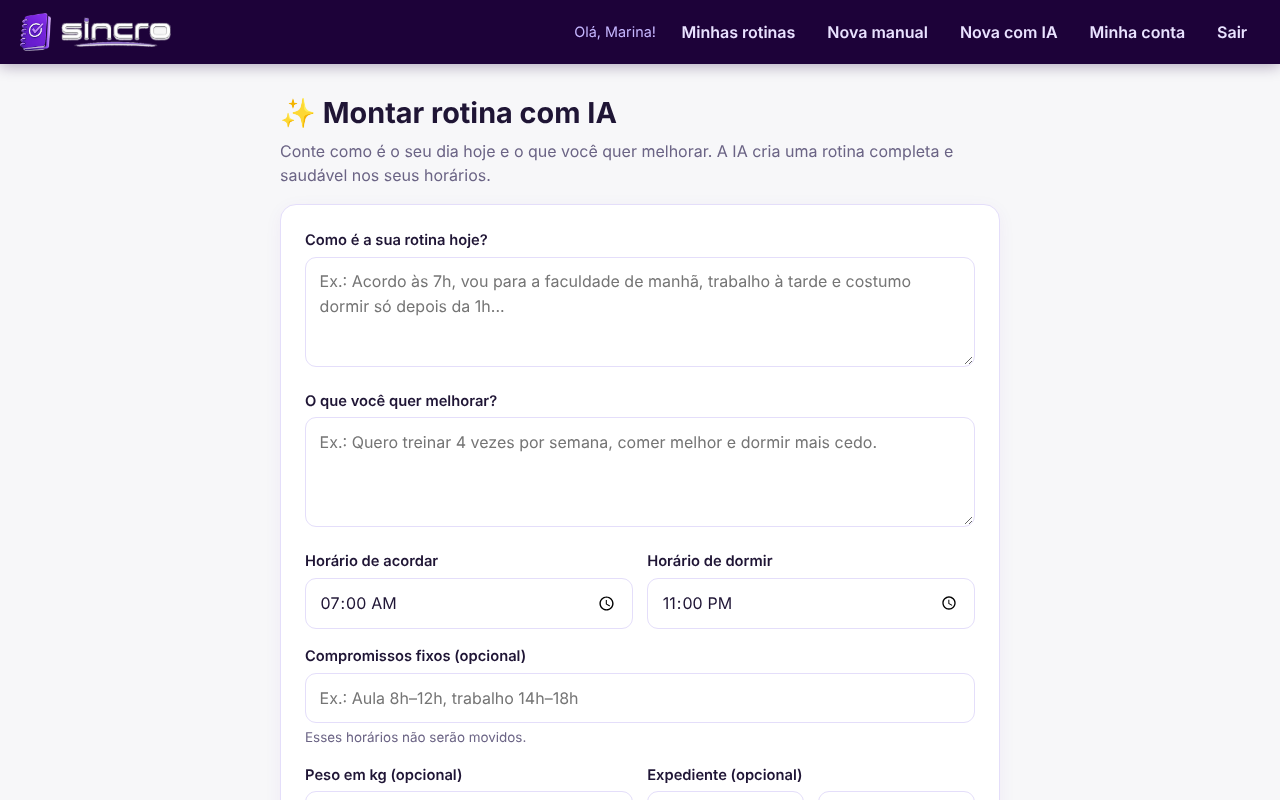 sincro
Olá, Marina!
Minhas rotinas
Nova manual
Nova com IA
Minha conta
Sair
✨ Montar rotina com IA
Conte como é o seu dia hoje e o que você quer melhorar. A IA cria uma rotina completa e
saudável nos seus horários.
Como é a sua rotina hoje?
Ex.: Acordo às 7h, vou para a faculdade de manhã, trabalho à tarde e costumo
dormir só depois da 1h...
O que você quer melhorar?
Ex.: Quero treinar 4 vezes por semana, comer melhor e dormir mais cedo.
Horário de acordar
07:00 AM
Horário de dormir
11:00 PM
Compromissos fixos (opcional)
Ex.: Aula 8h–12h, trabalho 14h–18h
Esses horários não serão movidos.
Peso em kg (opcional)
Expediente (opcional)